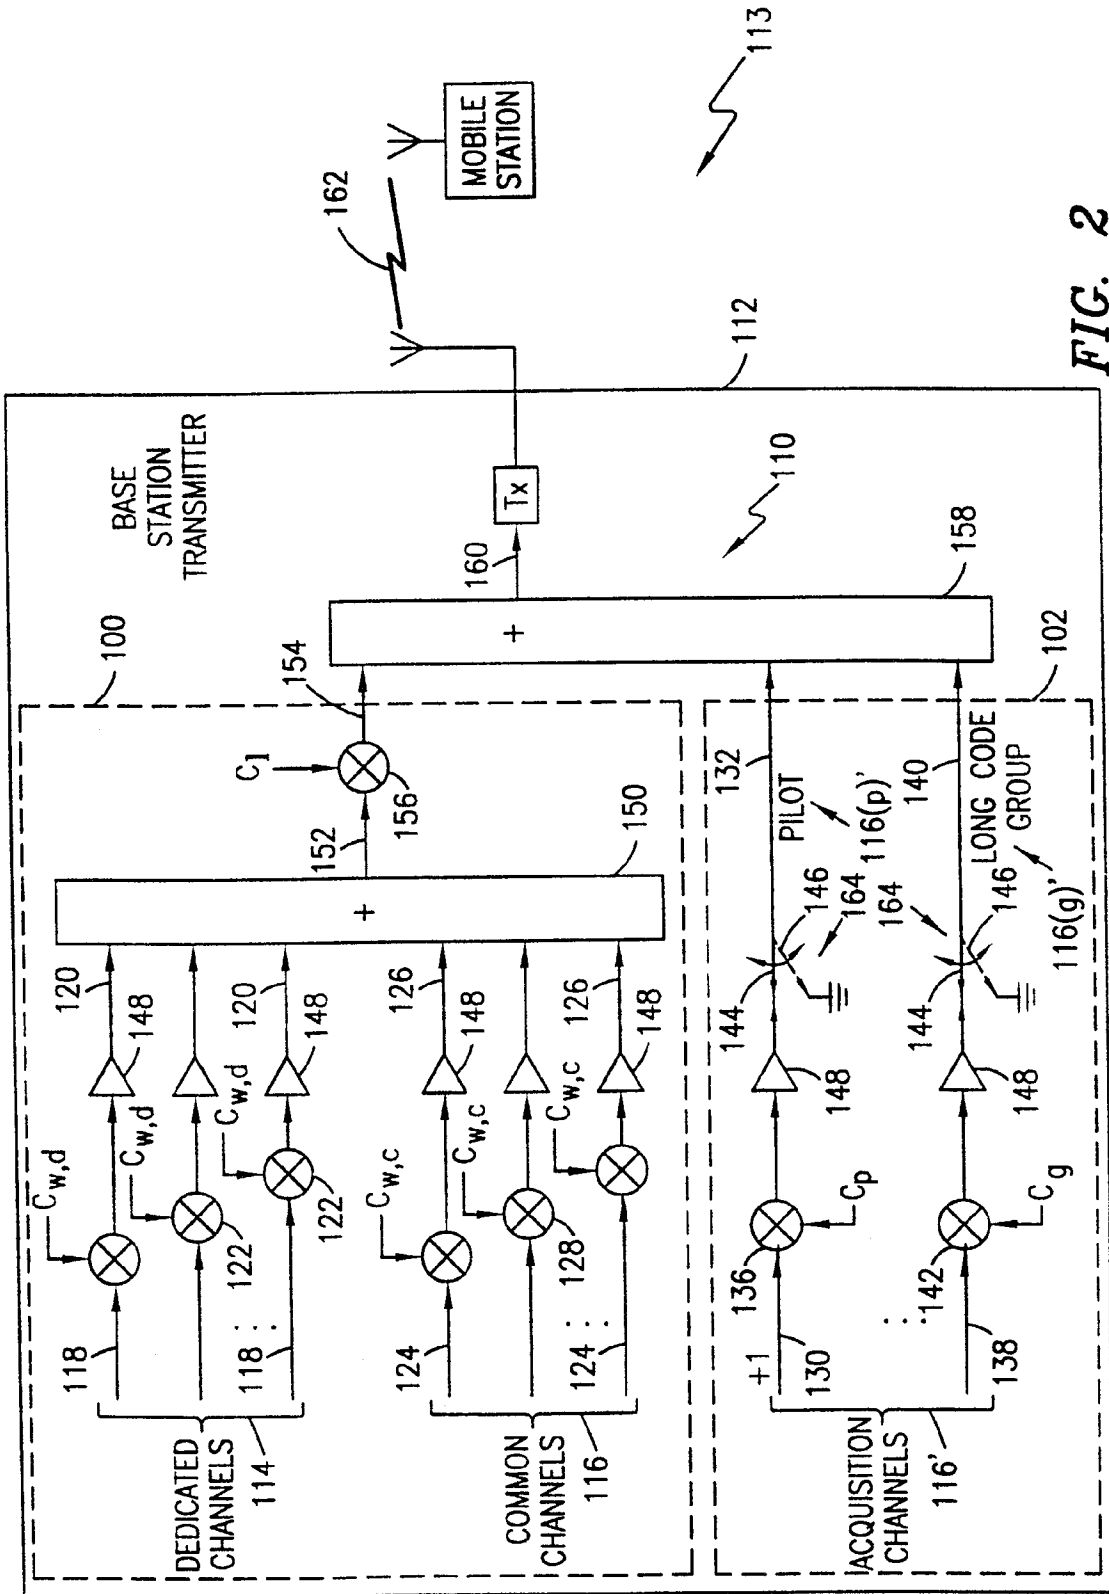 BASE
STATION
TRANSMITTER
100
C1
154
156
152
150
+
+
160
Tx
110
158
112
162
MOBILE
STATION
113
DEDICATED
CHANNELS
114
118
118
:
Cw,d
Cw,d
Cw,d
122
122
148
148
120
120
COMMON
CHANNELS
116
124
124
:
Cw,c
Cw,c
Cw,c
128
148
148
126
126
ACQUISITION
CHANNELS
116'
+1
130
138
136
142
Cp
Cg
148
148
144
144
146
146
164
164
132
PILOT
116(p)'
140
LONG CODE
GROUP
116(g)'
102
FIG. 2